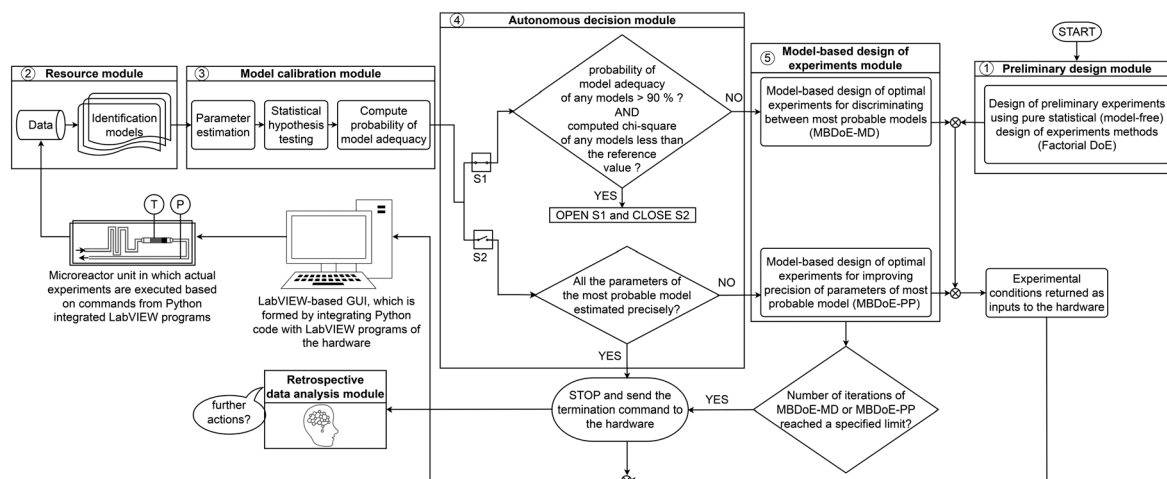 START
① Preliminary design module
Design of preliminary experiments
using pure statistical (model-free)
design of experiments methods
(Factorial DoE)
② Resource module
Data
Identification
models
③ Model calibration module
Parameter
estimation
Statistical
hypothesis
testing
Compute
probability of
model adequacy
④ Autonomous decision module
probability of
model adequacy
of any models > 90 % ?
AND
computed chi-square
of any models less than
the reference
value ?
NO
YES
S1
OPEN S1 and CLOSE S2
S2
All the parameters of
the most probable model
estimated precisely?
NO
YES
⑤ Model-based design of
experiments module
Model-based design of optimal
experiments for discriminating
between most probable models
(MBDoE-MD)
Model-based design of optimal
experiments for improving
precision of parameters of most
probable model (MBDoE-PP)
Experimental
conditions returned as
inputs to the hardware
T
P
Microreactor unit in which actual
experiments are executed based
on commands from Python
integrated LabVIEW programs
LabVIEW-based GUI, which is
formed by integrating Python
code with LabVIEW programs of
the hardware
Retrospective
data analysis module
further
actions?
STOP and send the
termination command to
the hardware
YES
Number of iterations of
MBDoE-MD or MBDoE-PP
reached a specified limit?